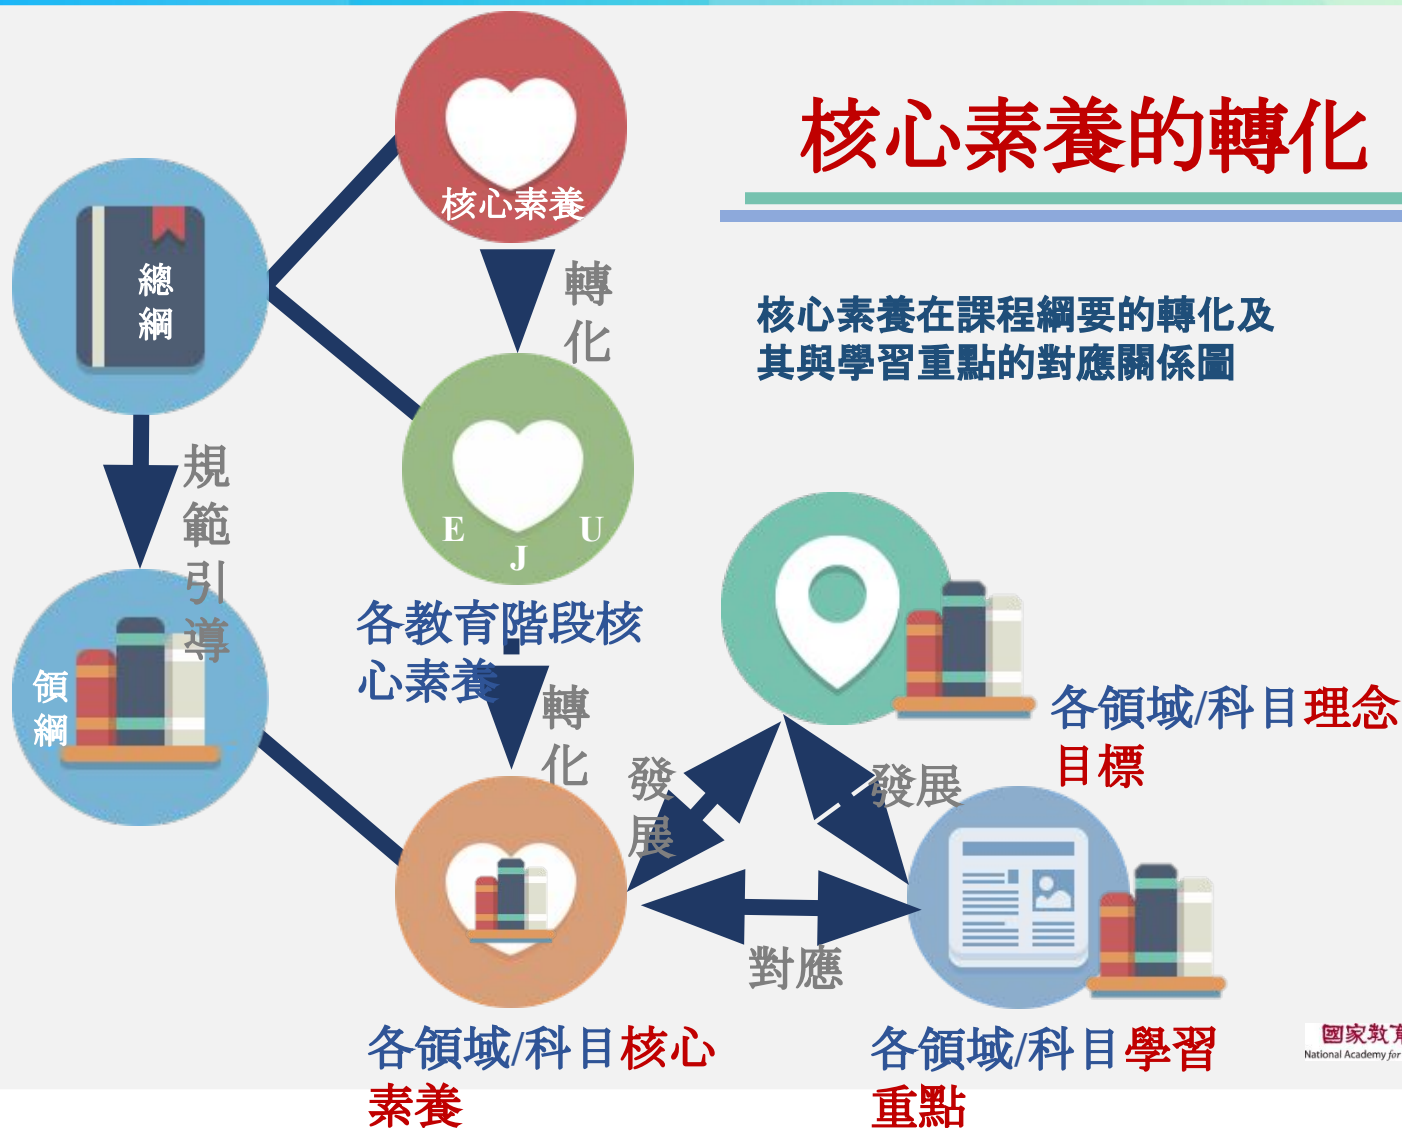 核心素養的轉化
核心素養
總
綱
轉
化
核心素養在課程綱要的轉化及
其與學習重點的對應關係圖
規
範
引
導
E
J
U
各教育階段核
心素養
領
綱
轉
化
發
展
發展
各領域/科目理念
目標
對應
各領域/科目核心
素養
各領域/科目學習
重點
國家教育
National Academy for